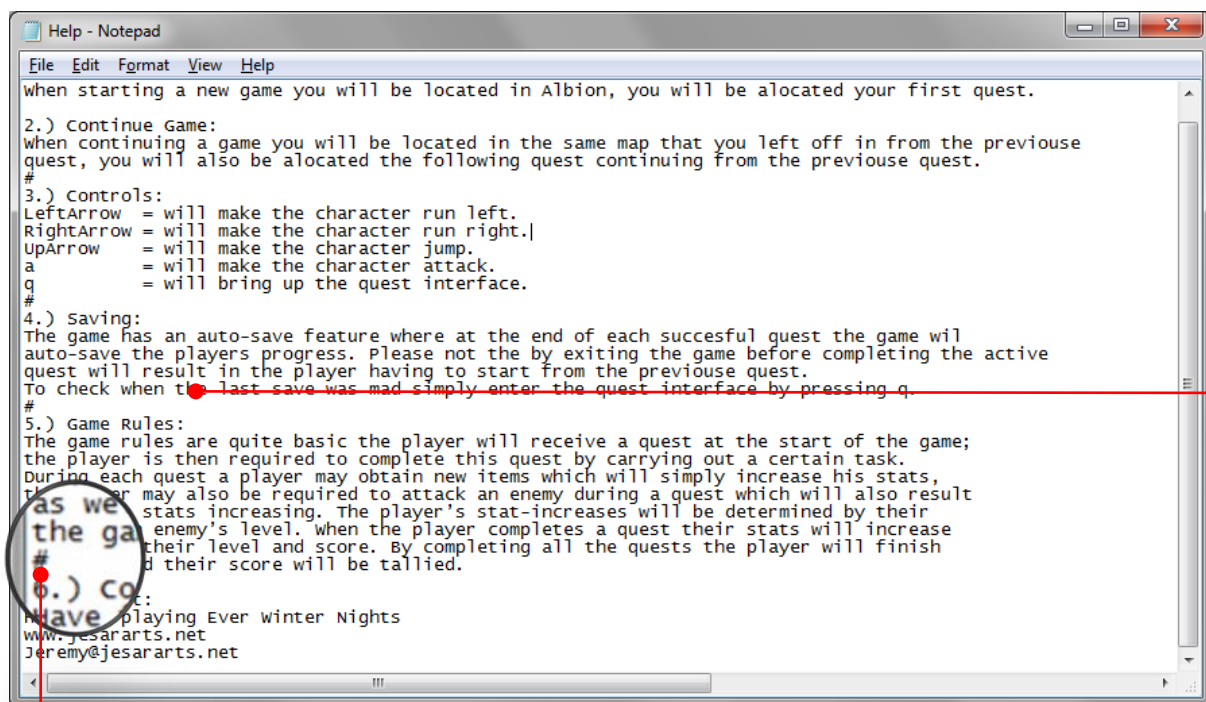 Help - Notepad
File Edit Format View Help
When starting a new game you will be located in Albion, you will be alocated your first quest.
2.) Continue Game:
When continuing a game you will be located in the same map that you left off in from the previouse
quest, you will also be alocated the following quest continuing from the previouse quest.
#
3.) Controls:
LeftArrow = will make the character run left.
RightArrow = will make the character run right.
UpArrow = will make the character jump.
a = will make the character attack.
q = will bring up the quest interface.
#
4.) Saving:
The game has an auto-save feature where at the end of each succesful quest the game wil
auto-save the players progress. Please not the by exiting the game before completing the active
quest will result in the player having to start from the previouse quest.
To check when the last save was mad simply enter the quest interface by pressing q.
#
5.) Game Rules:
The game rules are quite basic the player will receive a quest at the start of the game;
the player is then required to complete this quest by carrying out a certain task.
During each quest a player may obtain new items which will simply increase his stats,
may also be required to attack an enemy during a quest which will also result
as we stats increasing. The player's stat-increases will be determined by their
the ga enemy's level. When the player completes a quest their stats will increase
# their level and score. By completing all the quests the player will finish
their score will be tallied.
6.) Co
Have playing Ever Winter Nights
www.jesararts.net
Jeremy@jesararts.net